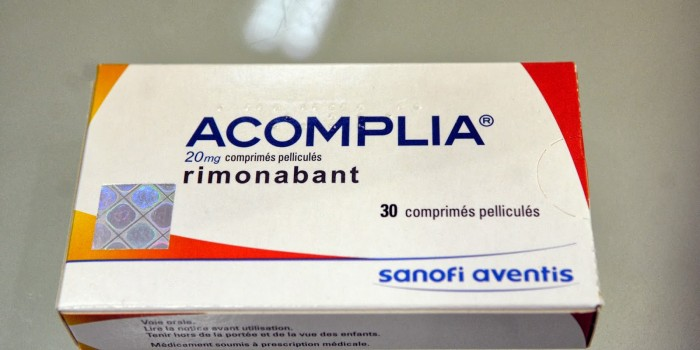 ACOMPLIA®
20mg comprimés pelliculés
rimonabant
30 comprimés pelliculés
sanofi aventis
Voie orale.
Lire la notice avant utilisation.
Tenir hors de la portée et de la vue des enfants.
Médicament soumis à prescription médicale.